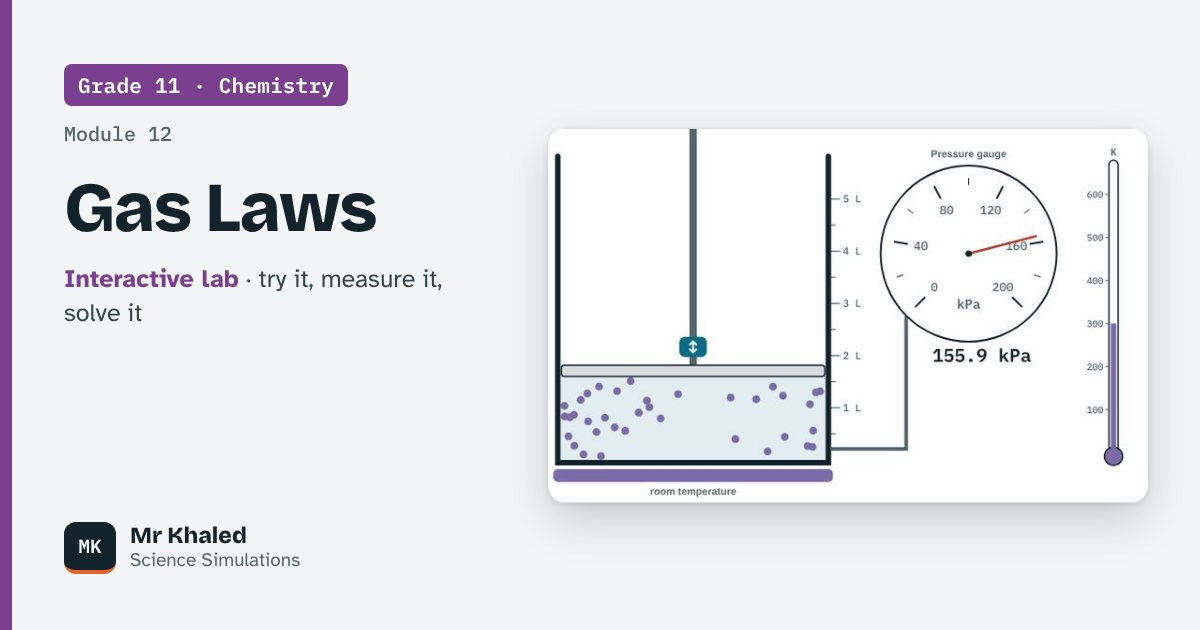 Grade 11 · Chemistry
Module 12
Gas Laws
Interactive lab · try it, measure it,
solve it
MK
Mr Khaled
Science Simulations
5 L
4 L
3 L
2 L
1 L
room temperature
Pressure gauge
0
40
80
120
160
200
kPa
155.9 kPa
K
600
500
400
300
200
100